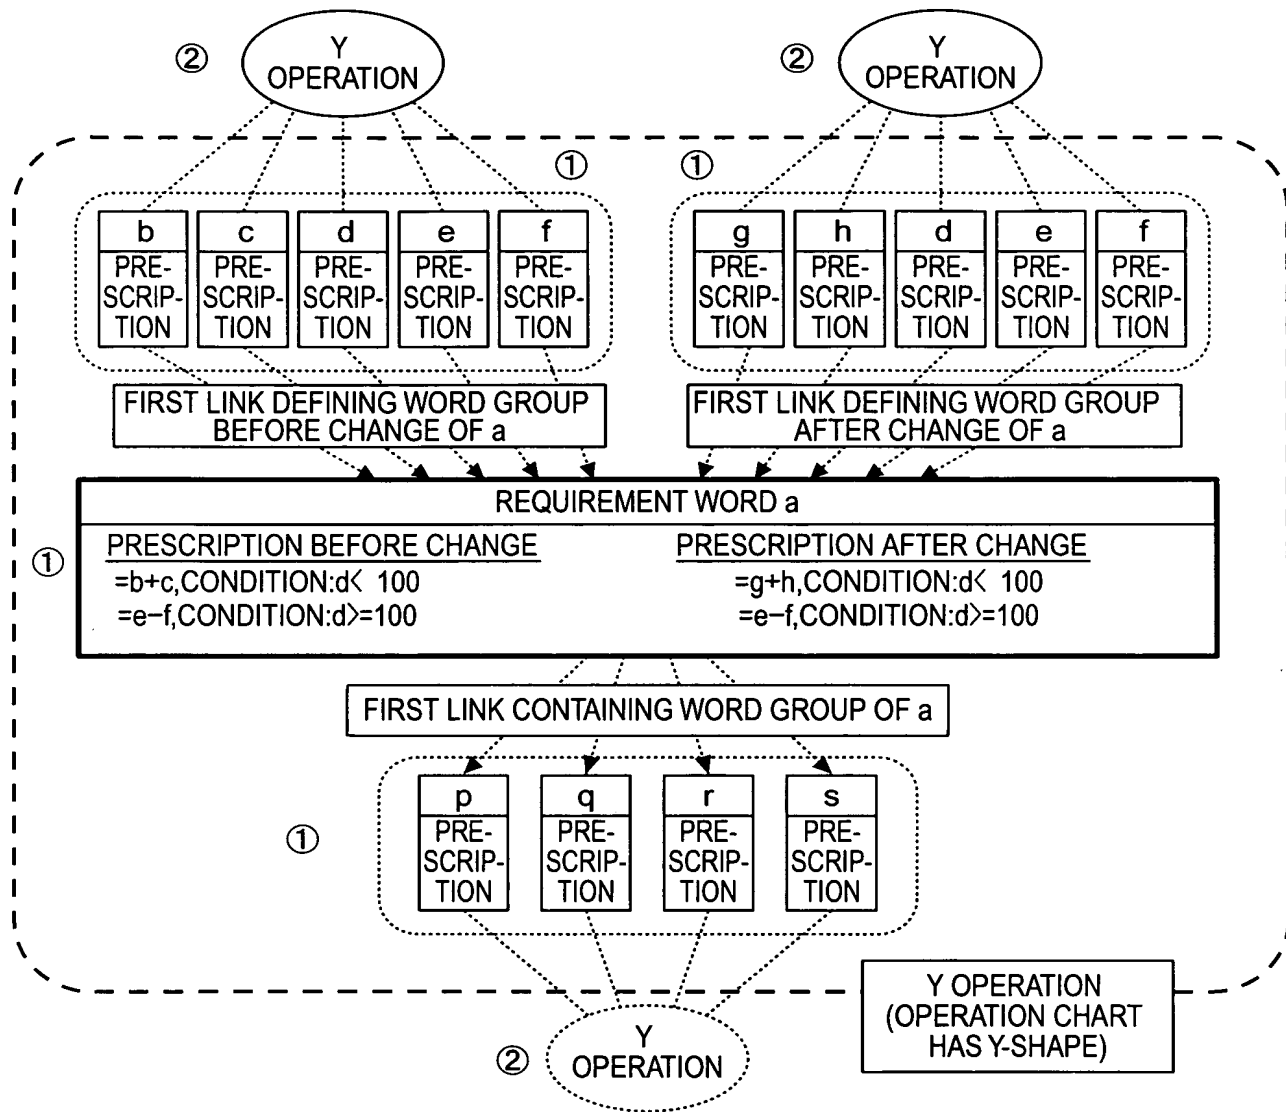 ② Y
OPERATION
② Y
OPERATION
① ①
b c d e f
PRE-
SCRIP-
TION
PRE-
SCRIP-
TION
PRE-
SCRIP-
TION
PRE-
SCRIP-
TION
PRE-
SCRIP-
TION
g h d e f
PRE-
SCRIP-
TION
PRE-
SCRIP-
TION
PRE-
SCRIP-
TION
PRE-
SCRIP-
TION
PRE-
SCRIP-
TION
FIRST LINK DEFINING WORD GROUP
BEFORE CHANGE OF a
FIRST LINK DEFINING WORD GROUP
AFTER CHANGE OF a
REQUIREMENT WORD a
①
PRESCRIPTION BEFORE CHANGE
=b+c,CONDITION:d< 100
=e−f,CONDITION:d>=100
PRESCRIPTION AFTER CHANGE
=g+h,CONDITION:d< 100
=e−f,CONDITION:d>=100
FIRST LINK CONTAINING WORD GROUP OF a
①
p q r s
PRE-
SCRIP-
TION
PRE-
SCRIP-
TION
PRE-
SCRIP-
TION
PRE-
SCRIP-
TION
② Y
OPERATION
Y OPERATION
(OPERATION CHART
HAS Y-SHAPE)